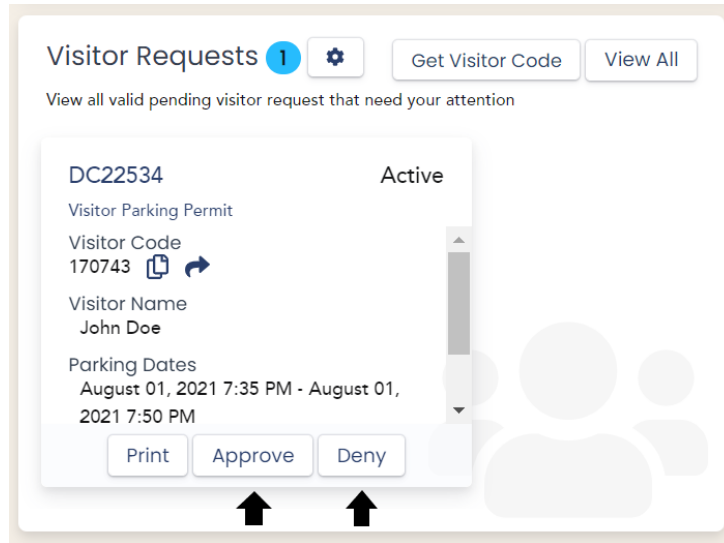 Visitor Requests 1 Get Visitor Code View All
View all valid pending visitor request that need your attention
DC22534 Active
Visitor Parking Permit
Visitor Code
170743
Visitor Name
John Doe
Parking Dates
August 01, 2021 7:35 PM - August 01,
2021 7:50 PM
Print Approve Deny